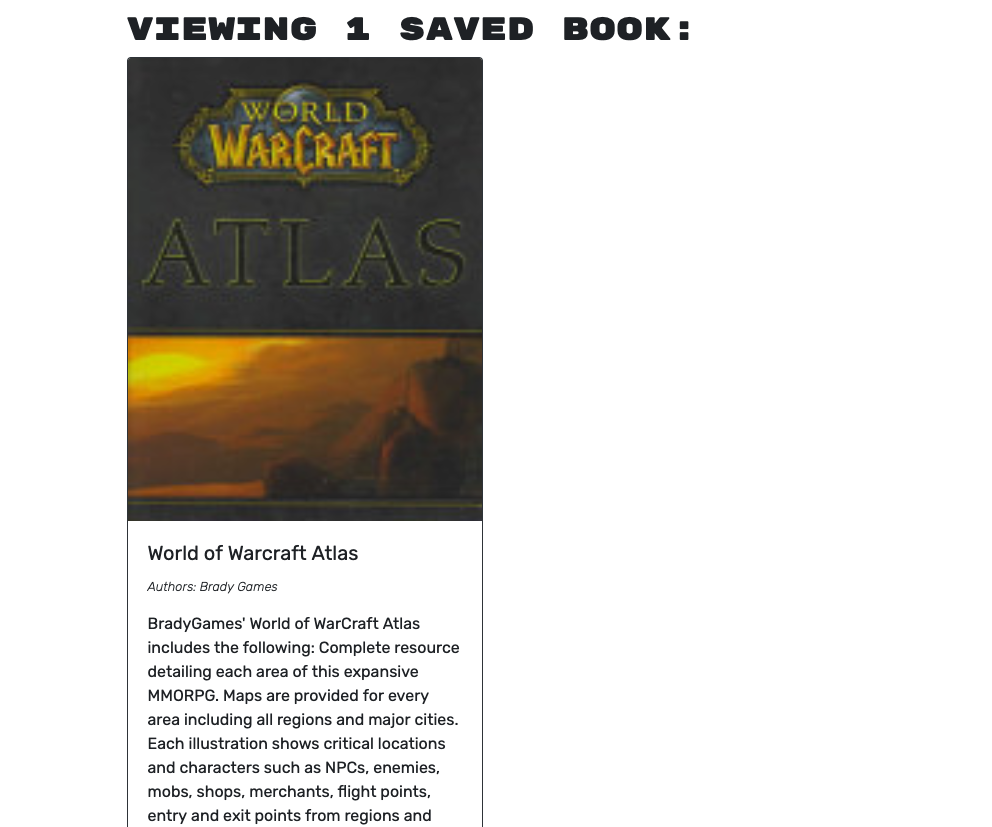 VIEWING 1 SAVED BOOK:
WORLD
WARCRAFT
ATLAS
World of Warcraft Atlas
Authors: Brady Games
BradyGames' World of WarCraft Atlas
includes the following: Complete resource
detailing each area of this expansive
MMORPG. Maps are provided for every
area including all regions and major cities.
Each illustration shows critical locations
and characters such as NPCs, enemies,
mobs, shops, merchants, flight points,
entry and exit points from regions and